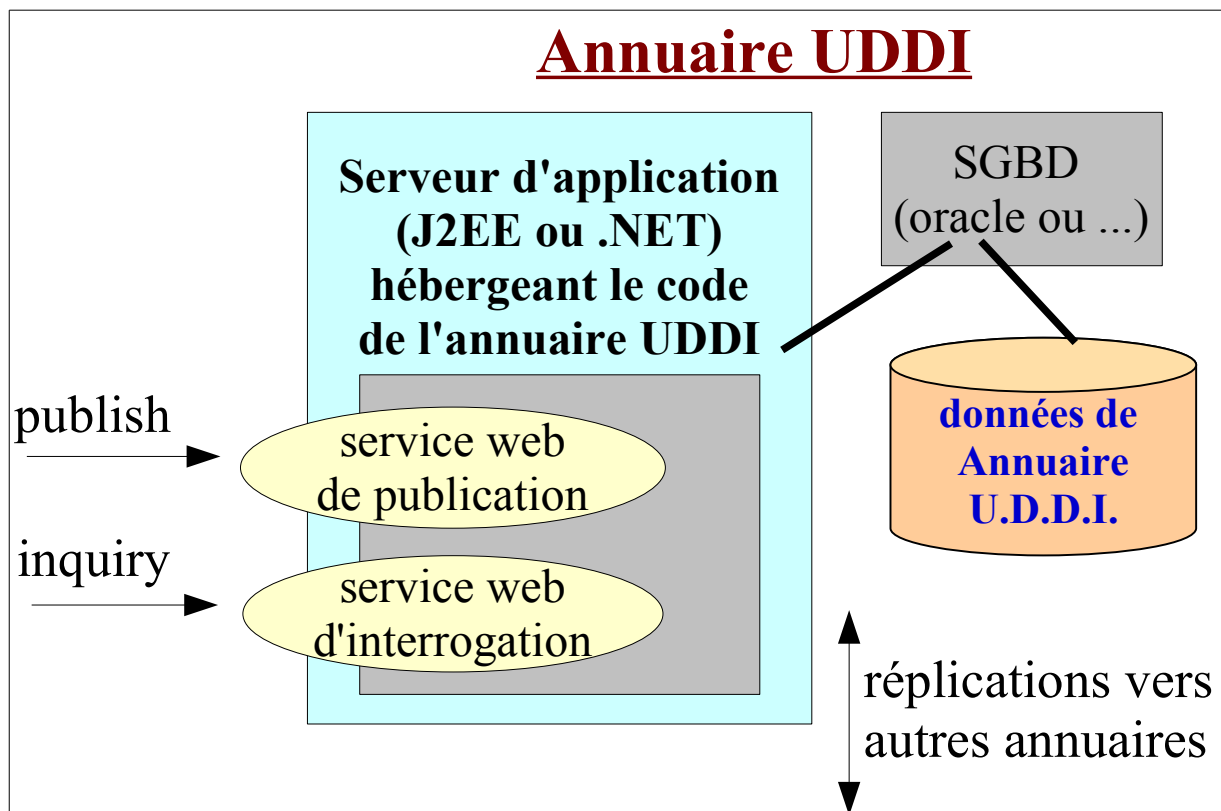 Annuaire UDDI
Serveur d'application
(J2EE ou .NET)
hébergeant le code
de l'annuaire UDDI
SGBD
(oracle ou ...)
données de
Annuaire
U.D.D.I.
publish
service web
de publication
inquiry
service web
d'interrogation
réplications vers
autres annuaires